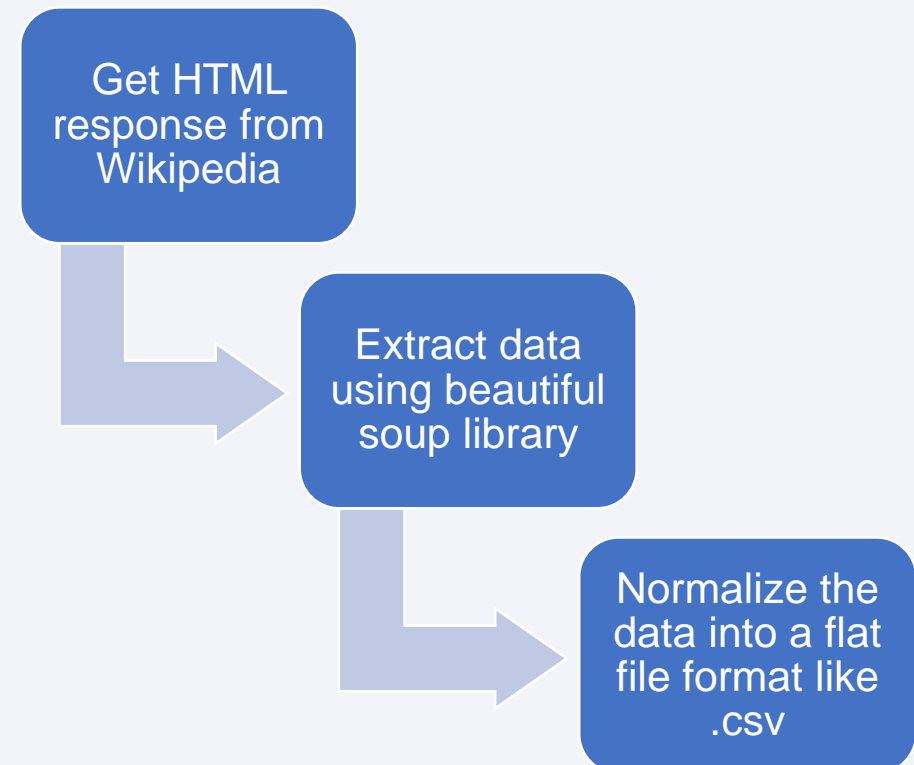 Get HTML
response from
Wikipedia
Extract data
using beautiful
soup library
Normalize the
data into a flat
file format like
.csv